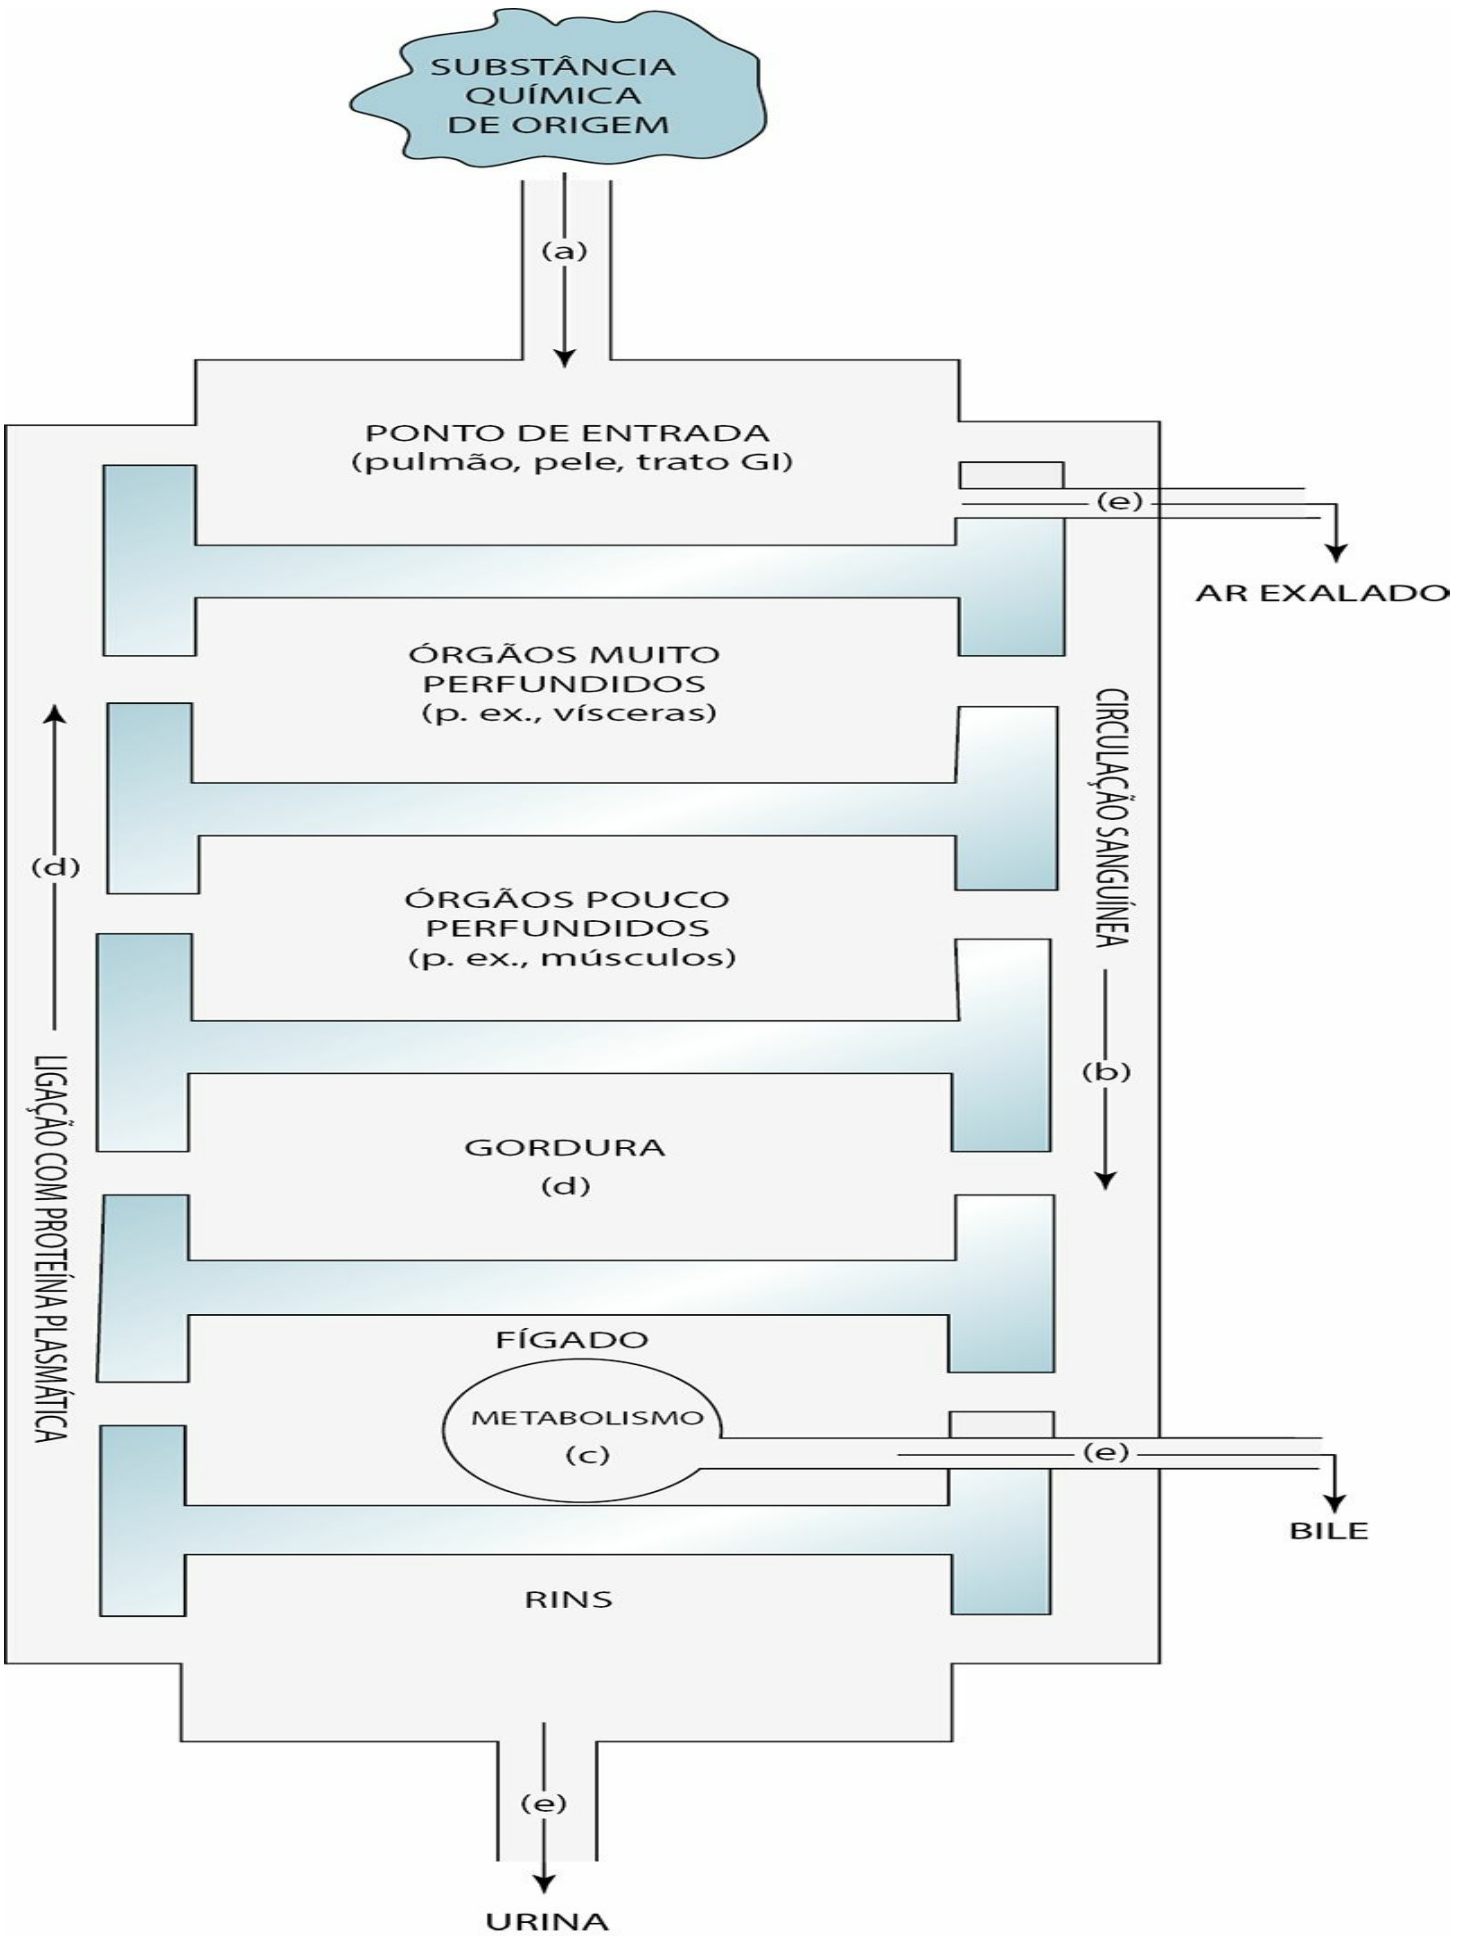 SUBSTÂNCIA
QUÍMICA
DE ORIGEM
(a)
PONTO DE ENTRADA
(pulmão, pele, trato GI)
(e)
AR EXALADO
ÓRGÃOS MUITO
PERFUNDIDOS
(p. ex., vísceras)
CIRCULAÇÃO SANGUÍNEA
(d)
ÓRGÃOS POUCO
PERFUNDIDOS
(p. ex., músculos)
(b)
LIGAÇÃO COM PROTEÍNA PLASMÁTICA
GORDURA
(d)
FÍGADO
METABOLISMO
(c)
(e)
BILE
RINS
(e)
URINA